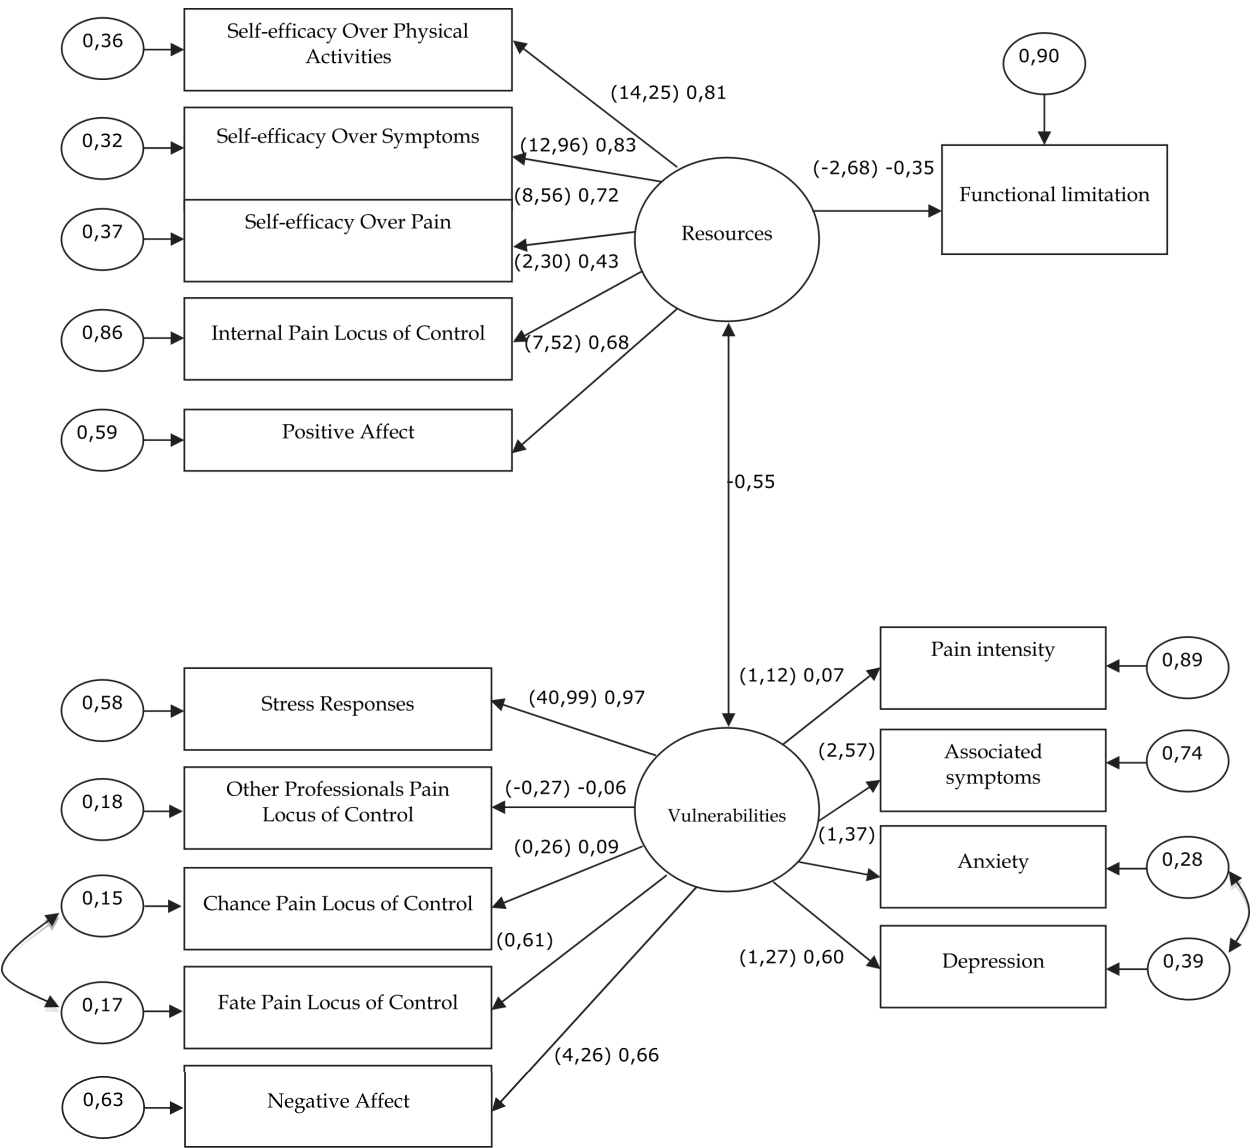 0,36
Self-efficacy Over Physical
Activities
0,90
(14,25) 0,81
0,32
Self-efficacy Over Symptoms
(12,96) 0,83
(-2,68) -0,35
Functional limitation
(8,56) 0,72
0,37
Self-efficacy Over Pain
Resources
(2,30) 0,43
0,86
Internal Pain Locus of Control
(7,52) 0,68
0,59
Positive Affect
-0,55
Pain intensity
0,89
(1,12) 0,07
0,58
Stress Responses
(40,99) 0,97
(2,57)
Associated
symptoms
0,74
0,18
Other Professionals Pain
Locus of Control
(-0,27) -0,06
Vulnerabilities
(1,37)
(0,26) 0,09
Anxiety
0,28
0,15
Chance Pain Locus of Control
(0,61)
(1,27) 0,60
Depression
0,39
0,17
Fate Pain Locus of Control
(4,26) 0,66
0,63
Negative Affect